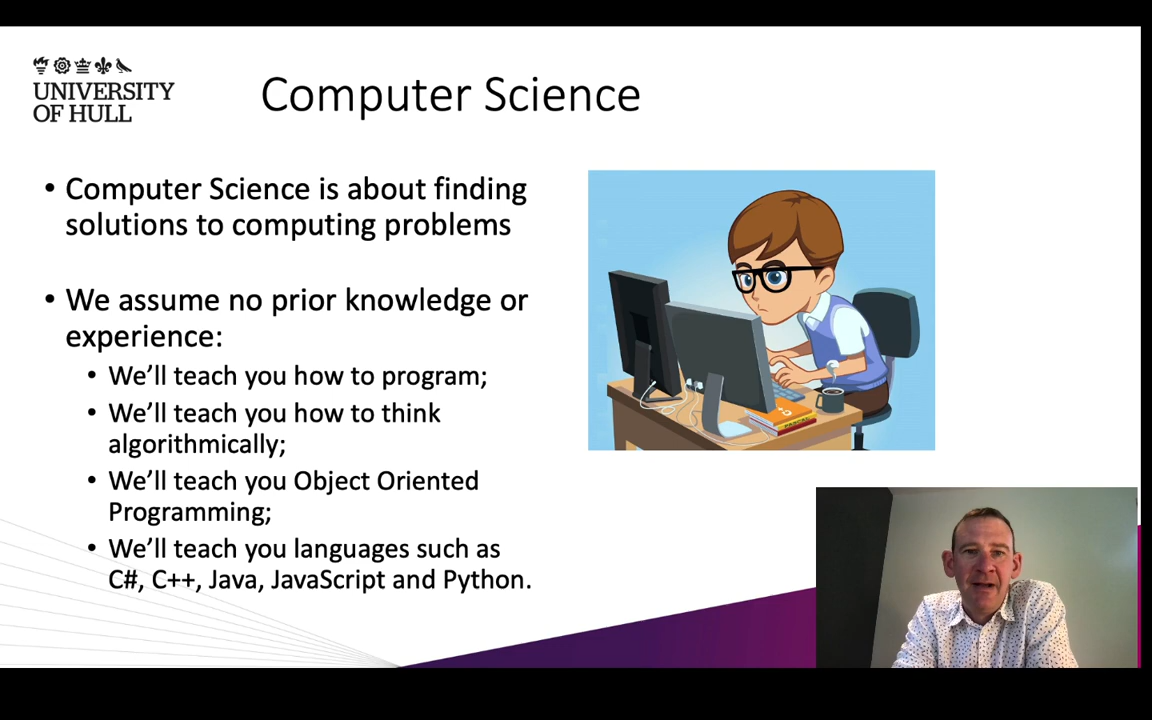 UNIVERSITY
OF HULL
Computer Science
• Computer Science is about finding
solutions to computing problems
• We assume no prior knowledge or
experience:
• We'll teach you how to program;
• We'll teach you how to think
algorithmically;
• We'll teach you Object Oriented
Programming;
• We'll teach you languages such as
C#, C++, Java, JavaScript and Python.